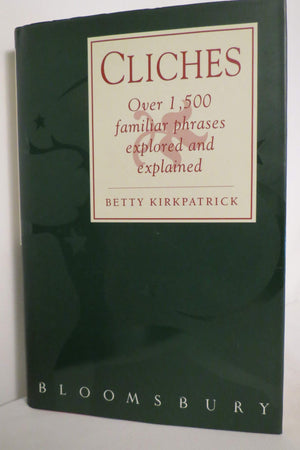 CLICHES
Over 1,500
familiar phrases
explored and
explained
BETTY KIRKPATRICK
BLOOMSBURY